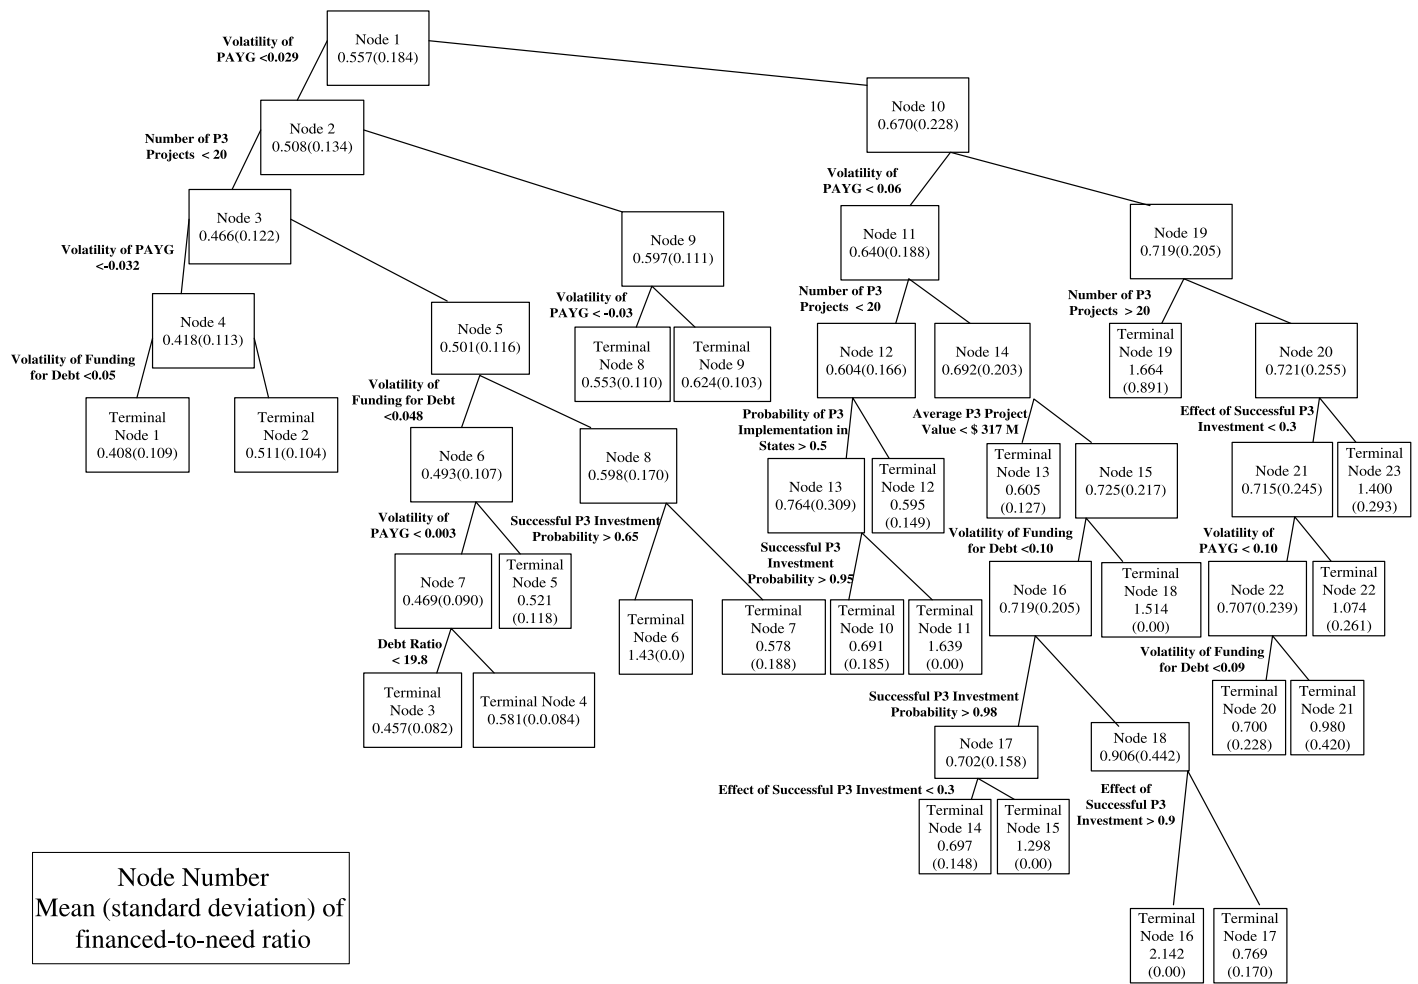 Volatility of
PAYG <0.029
Node 1
0.557(0.184)
Node 10
0.670(0.228)
Number of P3
Projects < 20
Node 2
0.508(0.134)
Volatility of
PAYG < 0.06
Node 3
0.466(0.122)
Node 9
0.597(0.111)
Node 11
0.640(0.188)
Node 19
0.719(0.205)
Volatility of PAYG
<-0.032
Volatility of
PAYG < -0.03
Number of P3
Projects < 20
Number of P3
Projects > 20
Node 4
0.418(0.113)
Node 5
0.501(0.116)
Terminal
Node 8
0.553(0.110)
Terminal
Node 9
0.624(0.103)
Node 12
0.604(0.166)
Node 14
0.692(0.203)
Terminal
Node 19
1.664
(0.891)
Node 20
0.721(0.255)
Volatility of Funding
for Debt <0.05
Volatility of
Funding for Debt
<0.048
Probability of P3
Implementation in
States > 0.5
Average P3 Project
Value < $ 317 M
Effect of Successful P3
Investment < 0.3
Terminal
Node 1
0.408(0.109)
Terminal
Node 2
0.511(0.104)
Node 6
0.493(0.107)
Node 8
0.598(0.170)
Node 13
0.764(0.309)
Terminal
Node 12
0.595
(0.149)
Terminal
Node 13
0.605
(0.127)
Node 15
0.725(0.217)
Node 21
0.715(0.245)
Terminal
Node 23
1.400
(0.293)
Volatility of
PAYG < 0.003
Successful P3 Investment
Probability > 0.65
Successful P3
Investment
Probability > 0.95
Volatility of Funding
for Debt <0.10
Volatility of
PAYG < 0.10
Node 7
0.469(0.090)
Terminal
Node 5
0.521
(0.118)
Terminal
Node 6
1.43(0.0)
Terminal
Node 7
0.578
(0.188)
Terminal
Node 10
0.691
(0.185)
Terminal
Node 11
1.639
(0.00)
Node 16
0.719(0.205)
Terminal
Node 18
1.514
(0.00)
Node 22
0.707(0.239)
Terminal
Node 22
1.074
(0.261)
Debt Ratio
< 19.8
Volatility of Funding
for Debt <0.09
Terminal
Node 3
0.457(0.082)
Terminal Node 4
0.581(0.0.084)
Successful P3 Investment
Probability > 0.98
Terminal
Node 20
0.700
(0.228)
Terminal
Node 21
0.980
(0.420)
Node 17
0.702(0.158)
Node 18
0.906(0.442)
Effect of Successful P3 Investment < 0.3
Effect of
Successful P3
Investment > 0.9
Terminal
Node 14
0.697
(0.148)
Terminal
Node 15
1.298
(0.00)
Terminal
Node 16
2.142
(0.00)
Terminal
Node 17
0.769
(0.170)
Node Number
Mean (standard deviation) of
financed-to-need ratio